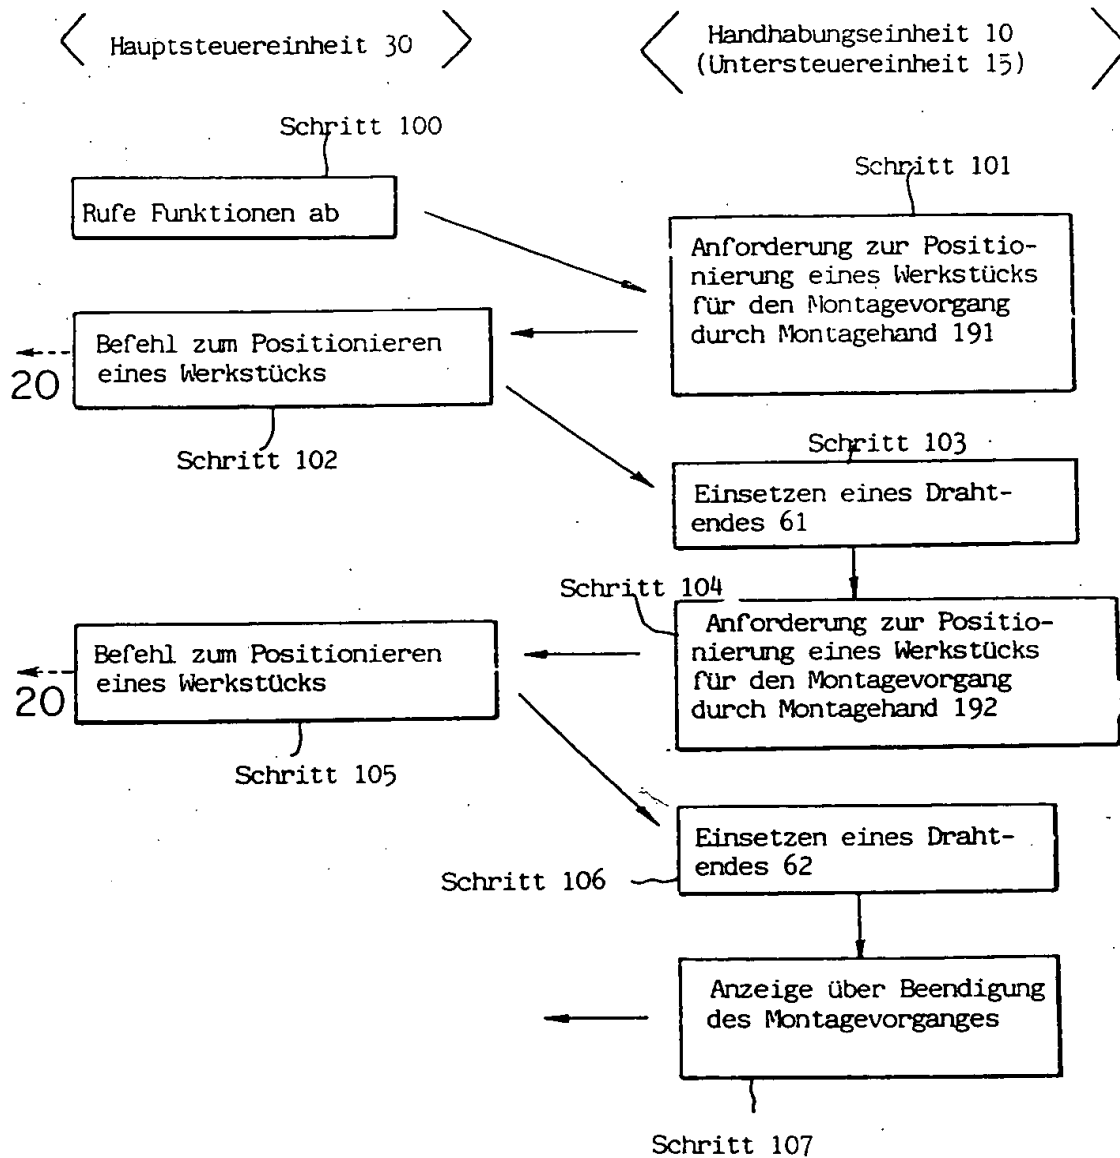 Hauptsteuereinheit 30
Handhabungseinheit 10
(Untersteuereinheit 15)
Schritt 100
Rufe Funktionen ab
Schritt 101
Anforderung zur Positio-
nierung eines Werkstücks
für den Montagevorgang
durch Montagehand 191
Befehl zum Positionieren
eines Werkstücks
20
Schritt 102
Schritt 103
Einsetzen eines Draht-
endes 61
Schritt 104
Anforderung zur Positio-
nierung eines Werkstücks
für den Montagevorgang
durch Montagehand 192
Befehl zum Positionieren
eines Werkstücks
20
Schritt 105
Einsetzen eines Draht-
endes 62
Schritt 106
Anzeige über Beendigung
des Montagevorganges
Schritt 107